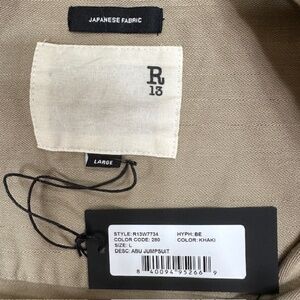 JAPANESE FABRIC
R
13
LARGE
STYLE: R13W7734 HYPH: BE
COLOR CODE: 280 COLOR: KHAKI
SIZE: L
DESC: ABU JUMPSUIT
8 40094 95266 9